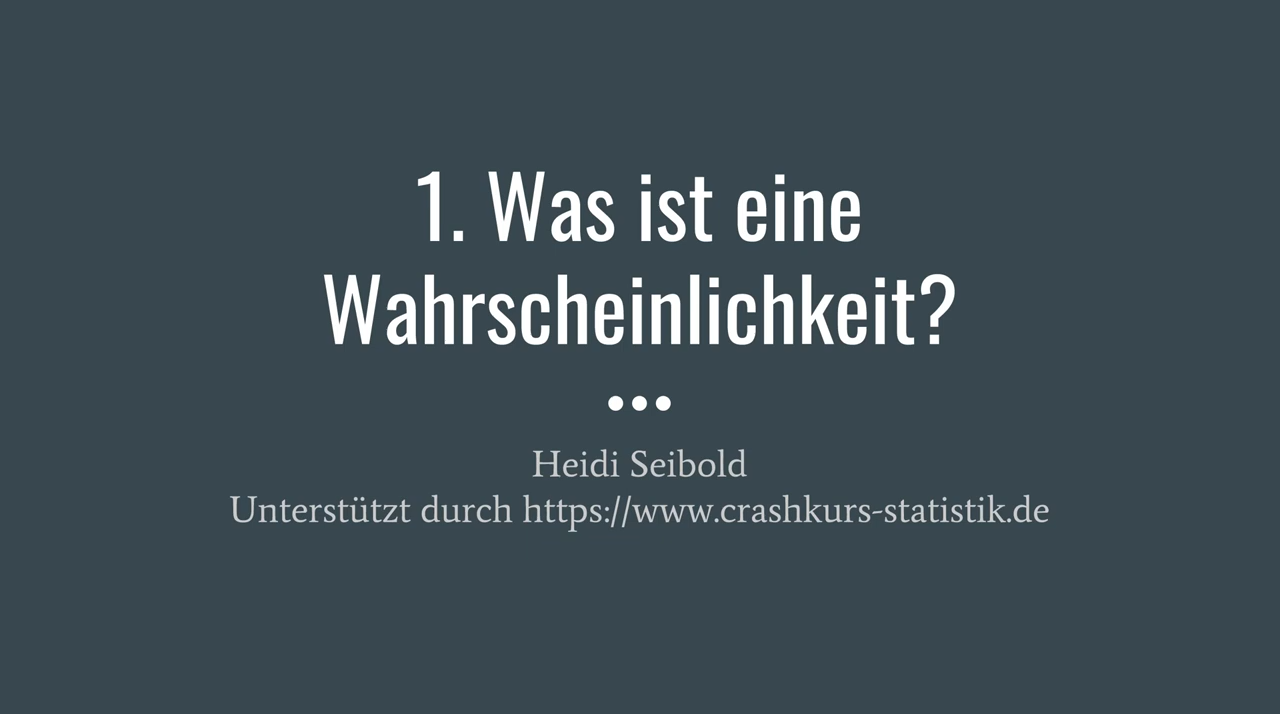 1. Was ist eine
Wahrscheinlichkeit?
Heidi Seibold
Unterstützt durch https://www.crashkurs-statistik.de